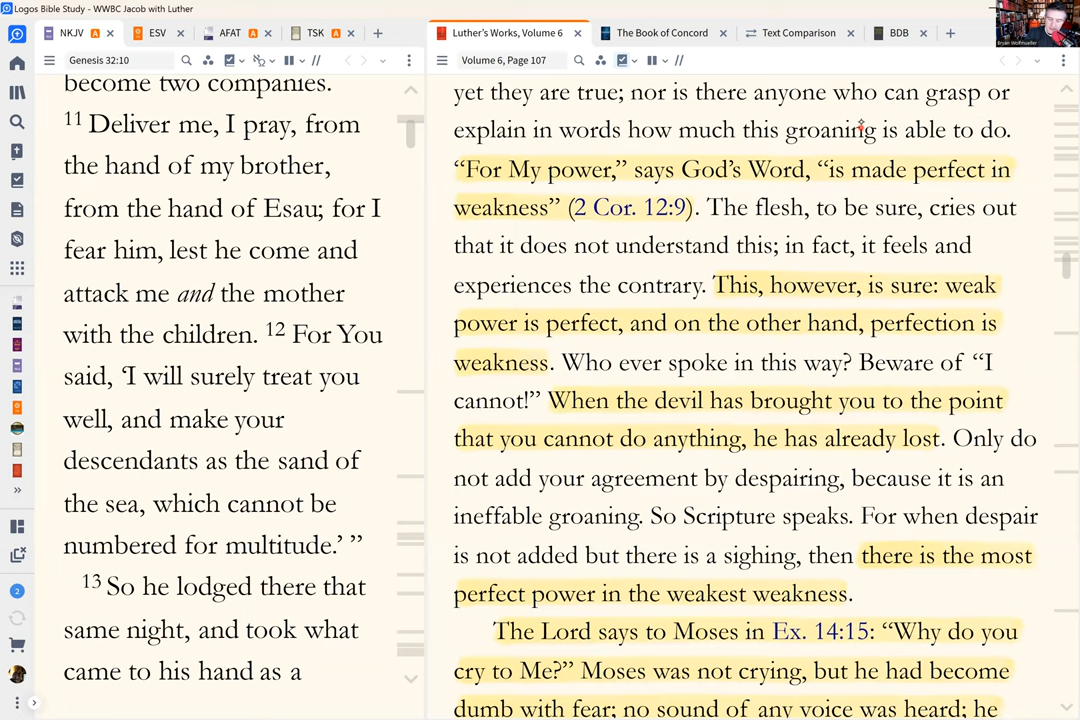 Logos Bible Study - WWBC Jacob with Luther
NKJV A
ESV
AFAT A
TSK A
Luther's Works, Volume 6
The Book of Concord
Text Comparison
BDB
Genesis 32:10
Volume 6, Page 107
become two companies.
11 Deliver me, I pray, from
the hand of my brother,
from the hand of Esau; for I
fear him, lest he come and
attack me and the mother
with the children. 12 For You
said, ‘I will surely treat you
well, and make your
descendants as the sand of
the sea, which cannot be
numbered for multitude.’ ”
13 So he lodged there that
same night, and took what
came to his hand as a
yet they are true; nor is there anyone who can grasp or
explain in words how much this groaning is able to do.
“For My power,” says God’s Word, “is made perfect in
weakness” (2 Cor. 12:9). The flesh, to be sure, cries out
that it does not understand this; in fact, it feels and
experiences the contrary. This, however, is sure: weak
power is perfect, and on the other hand, perfection is
weakness. Who ever spoke in this way? Beware of “I
cannot!” When the devil has brought you to the point
that you cannot do anything, he has already lost. Only do
not add your agreement by despairing, because it is an
ineffable groaning. So Scripture speaks. For when despair
is not added but there is a sighing, then there is the most
perfect power in the weakest weakness.
The Lord says to Moses in Ex. 14:15: “Why do you
cry to Me?” Moses was not crying, but he had become
dumb with fear; no sound of any voice was heard; he
2
Bryan Wolfmueller